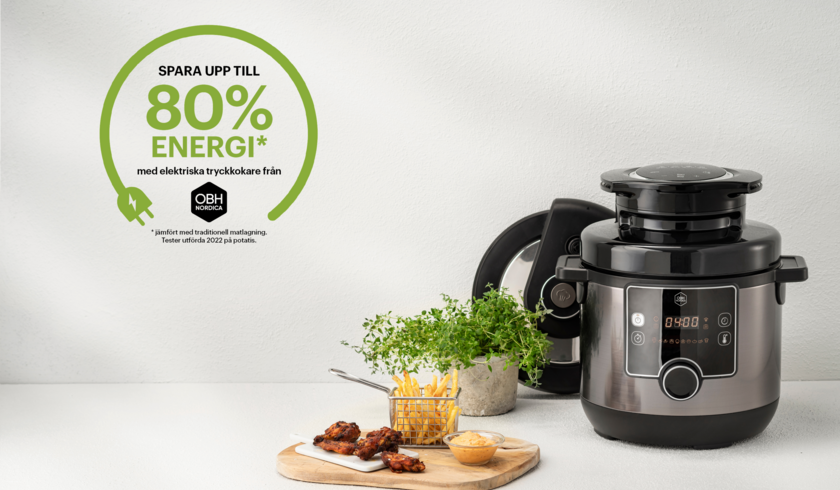 SPARA UPP TILL
80%
ENERGI*
med elektriska tryckkokare från
OBH
NORDICA
* jämfört med traditionell matlagning.
Tester utförda 2022 på potatis.
04:00